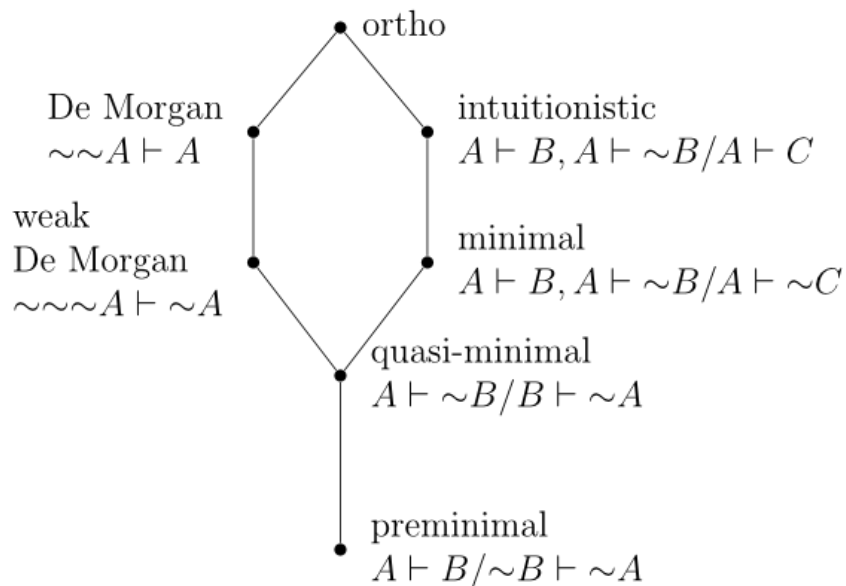 ortho
De Morgan
∼∼A ⊢ A
intuitionistic
A ⊢ B, A ⊢ ∼B/A ⊢ C
weak
De Morgan
∼∼∼A ⊢ ∼A
minimal
A ⊢ B, A ⊢ ∼B/A ⊢ ∼C
quasi-minimal
A ⊢ ∼B/B ⊢ ∼A
preminimal
A ⊢ B/∼B ⊢ ∼A